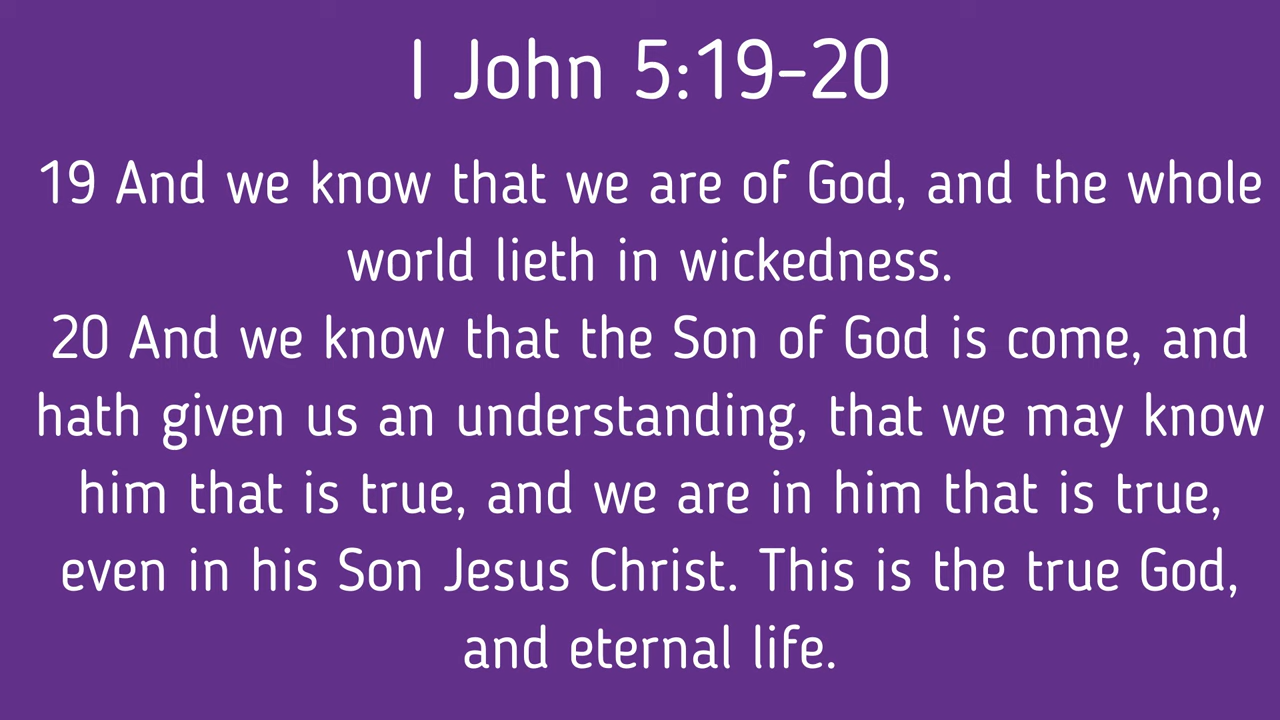 I John 5:19-20
19 And we know that we are of God, and the whole
world lieth in wickedness.
20 And we know that the Son of God is come, and
hath given us an understanding, that we may know
him that is true, and we are in him that is true,
even in his Son Jesus Christ. This is the true God,
and eternal life.